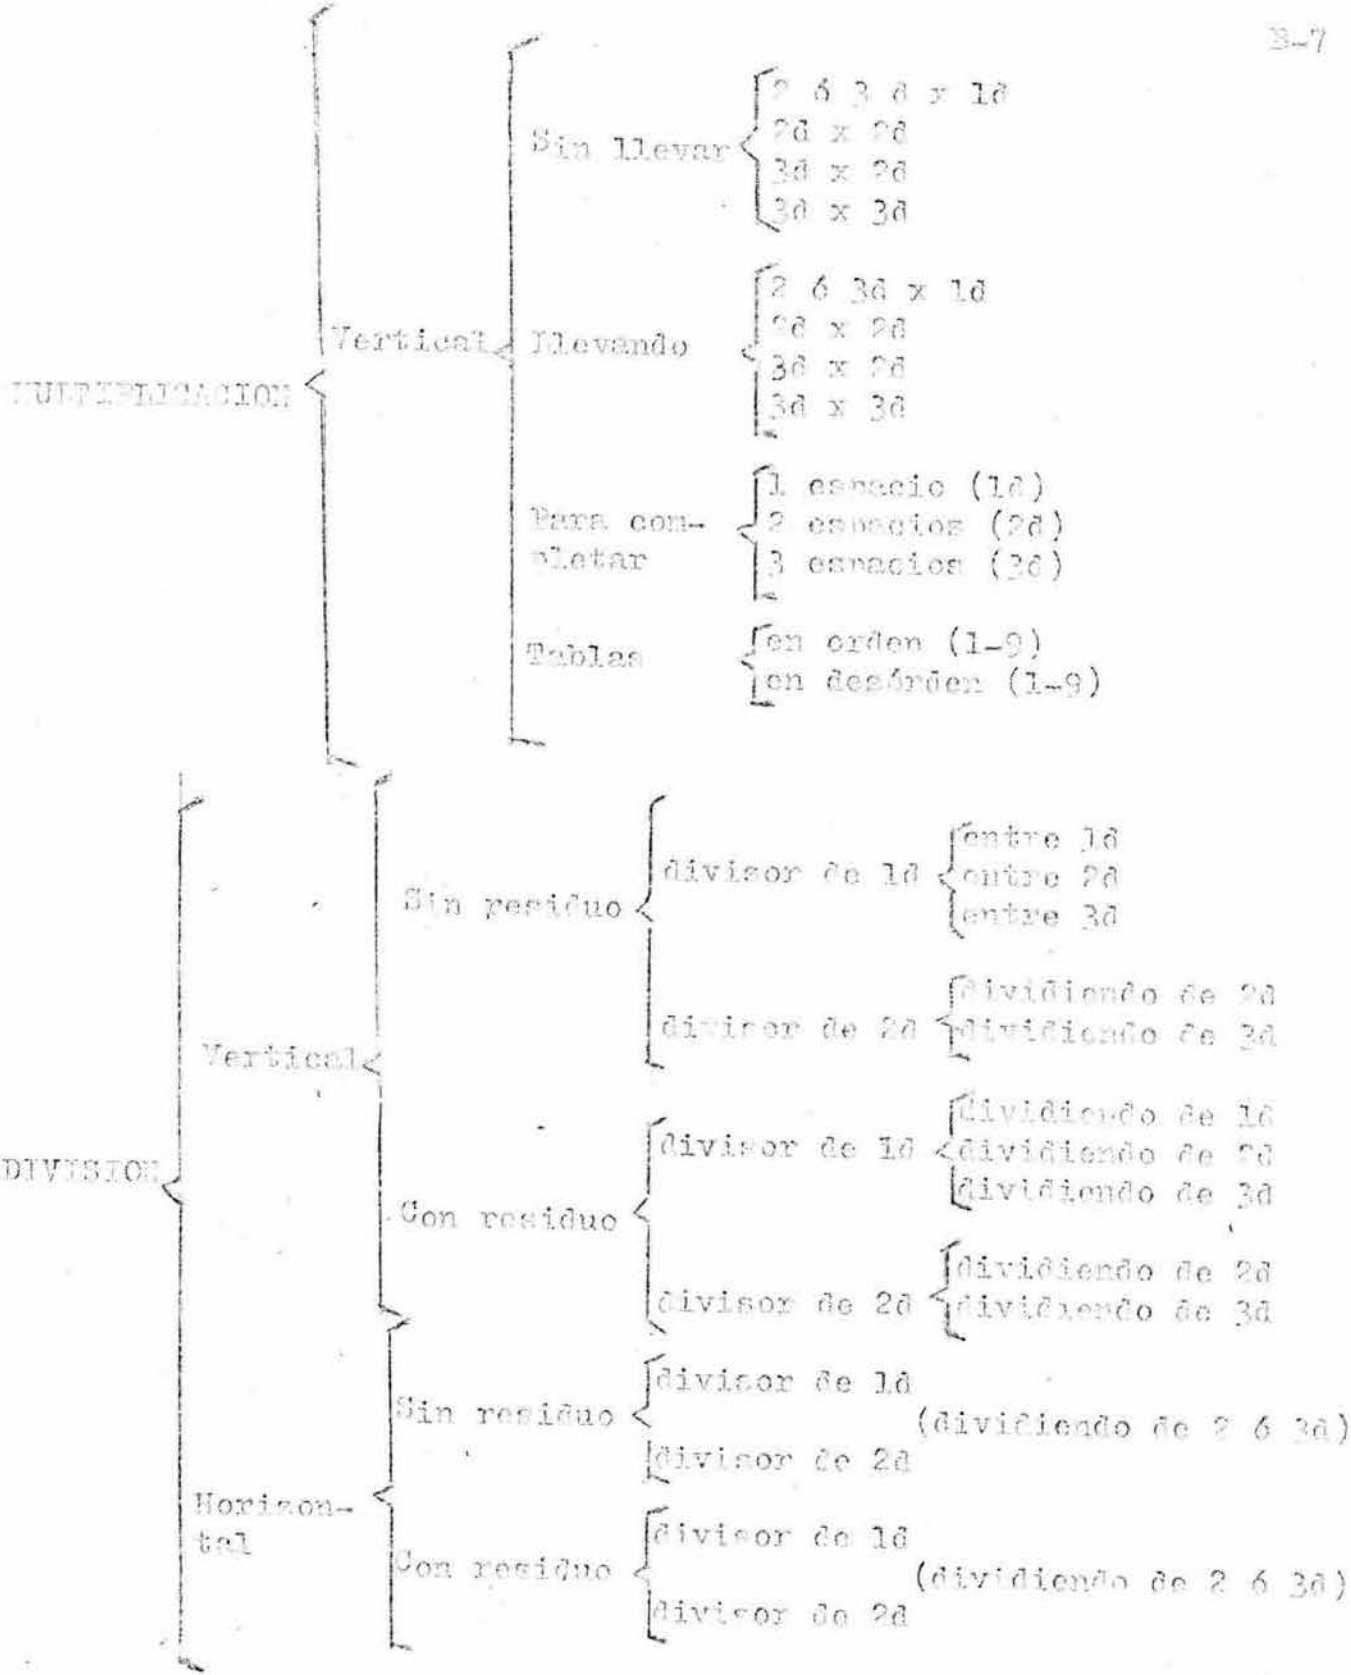 B-7
Sin llevar
2 ó 3 d x 1d
2d x 2d
3d x 2d
3d x 3d
MULTIPLICACION
Vertical
Llevando
2 ó 3d x 1d
2d x 2d
3d x 2d
3d x 3d
Para com-
pletar
1 espacio (1d)
2 espacios (2d)
3 espacios (3d)
Tablas
en orden (1-9)
en desórden (1-9)
DIVISION
Vertical
Sin residuo
divisor de 1d
entre 1d
entre 2d
entre 3d
divisor de 2d
dividiendo de 2d
dividiendo de 3d
Con residuo
divisor de 1d
dividiendo de 1d
dividiendo de 2d
dividiendo de 3d
divisor de 2d
dividiendo de 2d
dividiendo de 3d
Horizon-
tal
Sin residuo
divisor de 1d
(dividiendo de 2 ó 3d)
divisor de 2d
Con residuo
divisor de 1d
(dividiendo de 2 ó 3d)
divisor de 2d